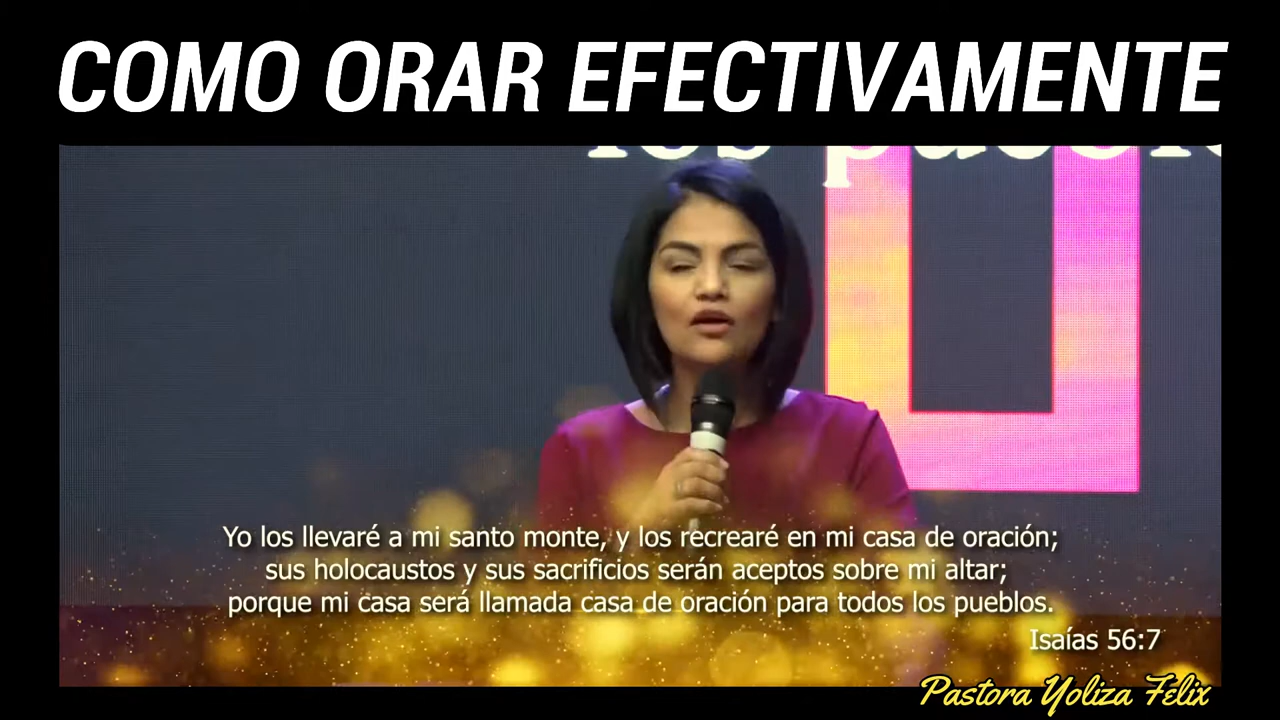 COMO ORAR EFECTIVAMENTE
Yo los llevaré a mi santo monte, y los recrearé en mi casa de oración;
sus holocaustos y sus sacrificios serán aceptos sobre mi altar;
porque mi casa será llamada casa de oración para todos los pueblos.
Isaías 56:7
Pastora Yoliza Félix